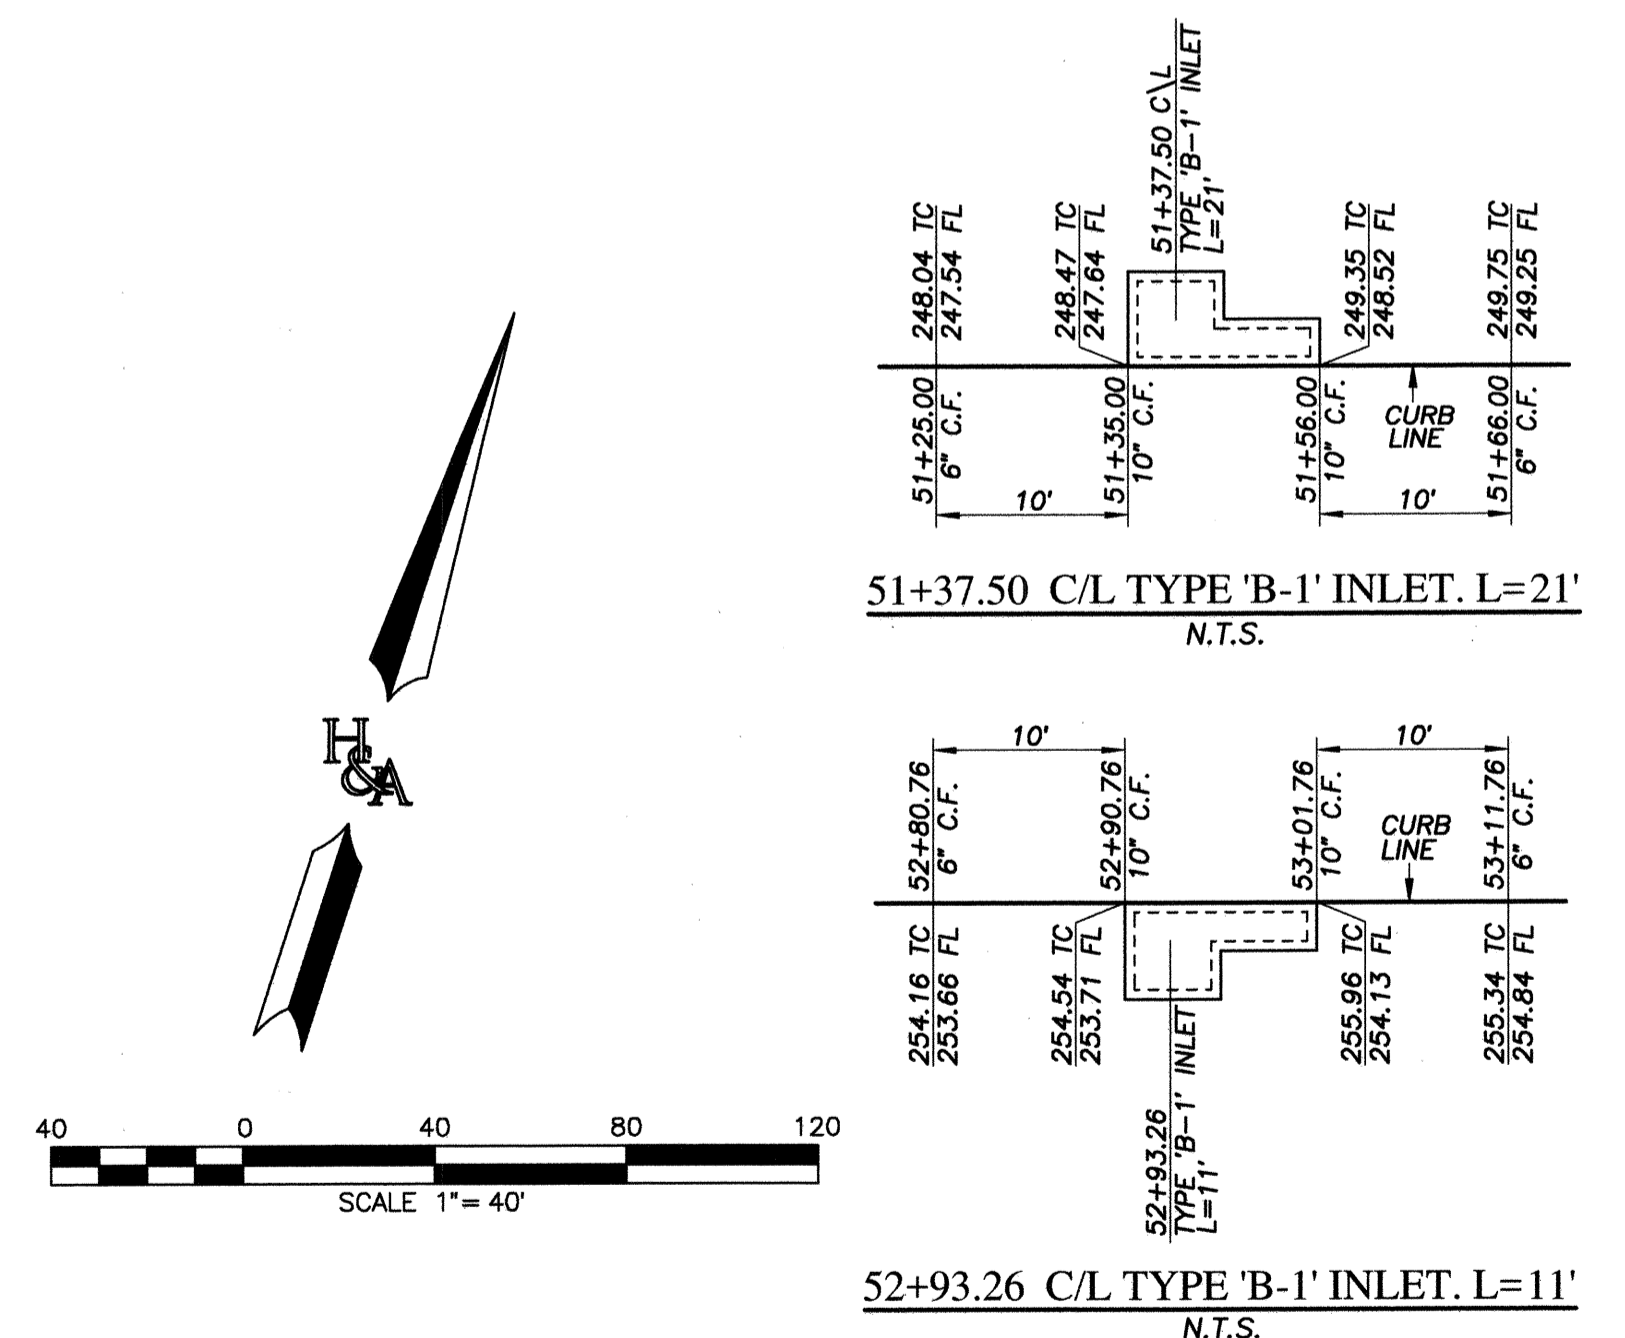 51+37.50 C\L
TYPE 'B-1' INLET
L=21'
248.04 TC
247.54 FL
248.47 TC
247.64 FL
249.35 TC
248.52 FL
249.75 TC
249.25 FL
51+25.00
6" C.F.
51+35.00
10" C.F.
51+56.00
10" C.F.
CURB
LINE
51+66.00
6" C.F.
10'
10'
51+37.50 C/L TYPE 'B-1' INLET. L=21'
N.T.S.
H&A
10'
10'
52+80.76
6" C.F.
52+90.76
10" C.F.
53+01.76
10" C.F.
CURB
LINE
53+11.76
6" C.F.
254.16 TC
253.66 FL
254.54 TC
253.71 FL
255.96 TC
254.13 FL
255.34 TC
254.84 FL
52+93.26
TYPE 'B-1' INLET
L=11'
40 0 40 80 120
SCALE 1"= 40'
52+93.26 C/L TYPE 'B-1' INLET. L=11'
N.T.S.